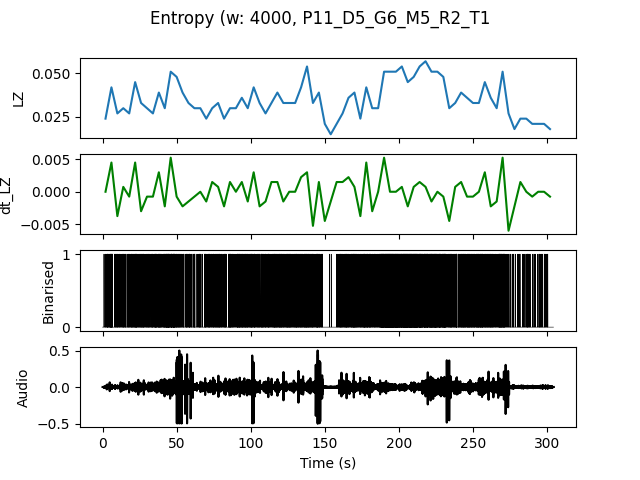 Entropy (w: 4000, P11_D5_G6_M5_R2_T1
0.050
0.025
LZ
0.005
0.000
−0.005
dt_LZ
1
0
Binarised
0.5
0.0
−0.5
Audio
0 50 100 150 200 250 300
Time (s)